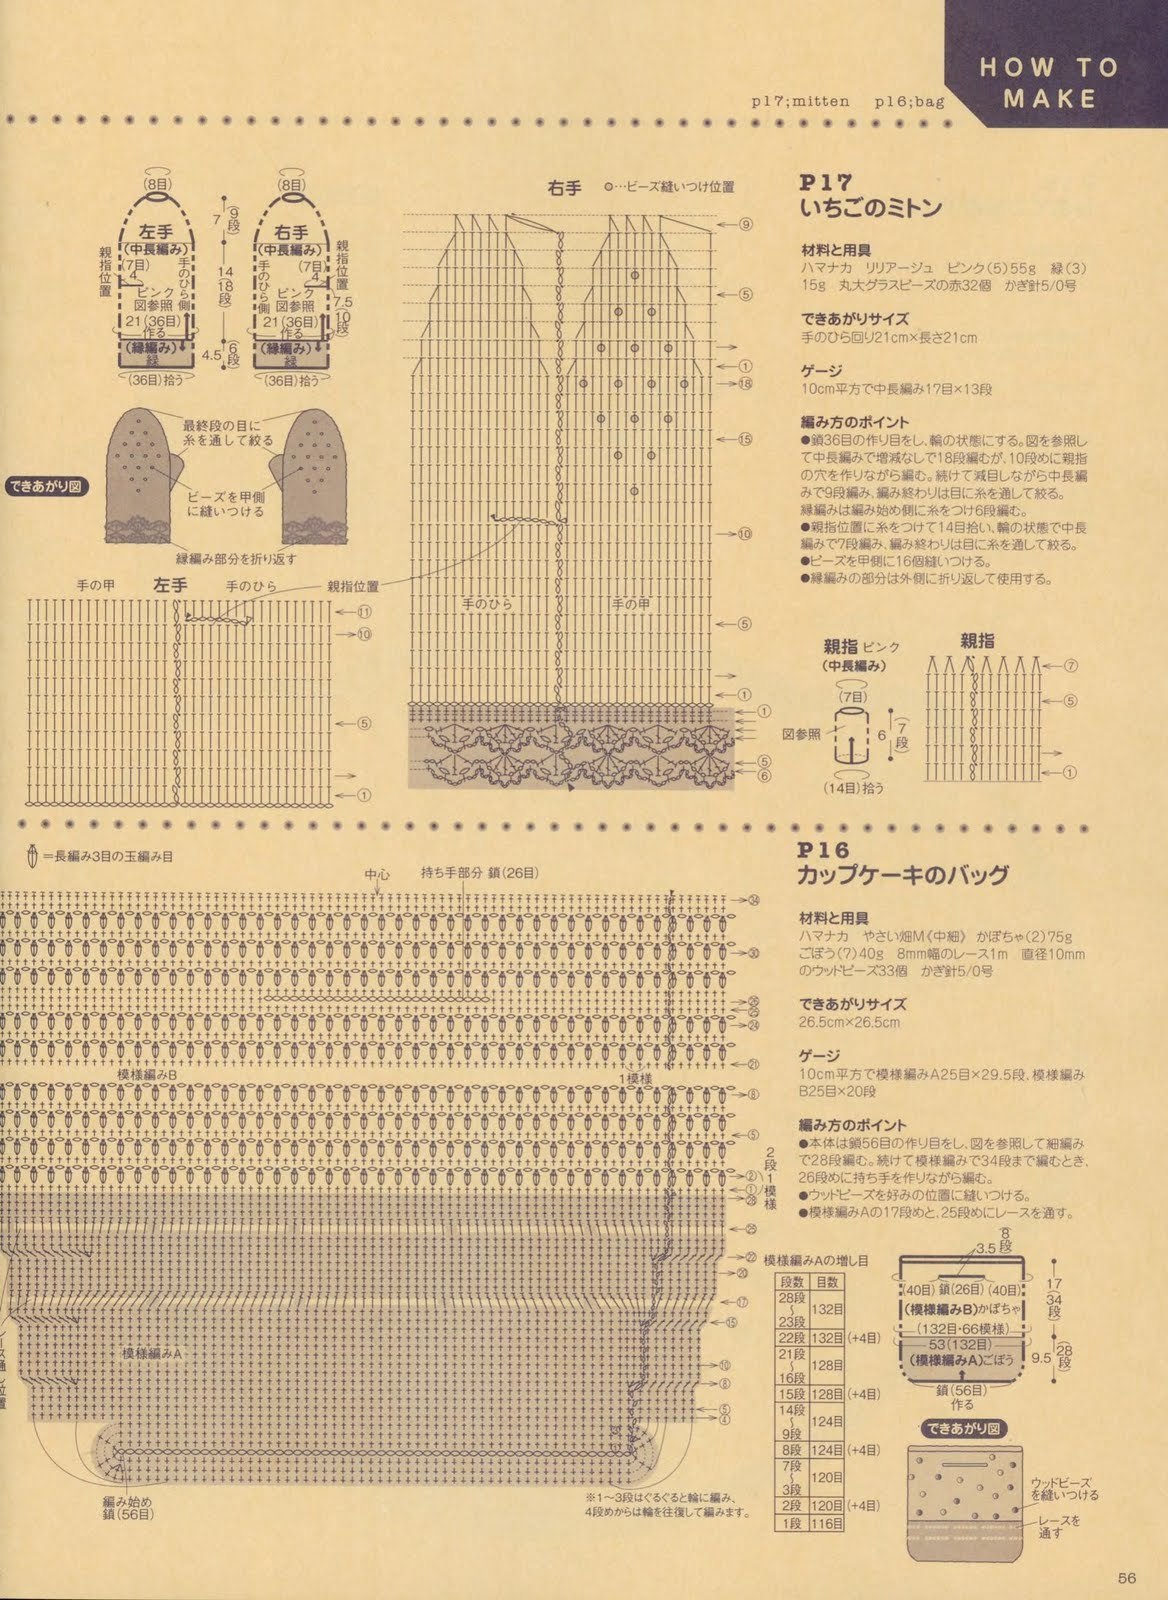 HOW TO
MAKE
p17;mitten p16;bag
P17
いちごのミトン
材料と用具
ハマナカ リリアージュ ピンク(5)55g 緑(3)
15g 丸大グラスビーズの赤32個 かぎ針5/0号
できあがりサイズ
手のひら回り21cm×長さ21cm
ゲージ
10cm平方で中長編み17目×13段
編み方のポイント
●鎖36目の作り目をし、輪の状態にする。図を参照し
て中長編みで増減なしで18段編むが、10段めに親指
の穴を作りながら編む。続けて減目しながら中長編
みで9段編み、編み終わりは目に糸を通して絞る。
縁編みは編み始め側に糸をつけ6段編む。
●親指位置に糸をつけて14目拾い、輪の状態で中長
編みで7段編み、編み終わりは目に糸を通して絞る。
●ビーズを甲側に16個縫いつける。
●縁編みの部分は外側に折り返して使用する。
(8目)
左手
(中長編み)
(7目)
4
親指位置
手のひら側
ピンク
図参照
21(36目)
作る
(縁編み)
緑
(36目)拾う
7
(9段)
14
(18段)
4.5
(6段)
(8目)
右手
(中長編み)
(7目)
4
親指位置
手のひら側
ピンク
図参照
21(36目)
作る
7.5
(10段)
(縁編み)
緑
(36目)拾う
最終段の目に
糸を通して絞る
できあがり図
ビーズを甲側
に縫いつける
縁編み部分を折り返す
手の甲
左手
手のひら
親指位置
⑪
⑩
⑤
①
右手
…ビーズ縫いつけ位置
⑨
⑤
①
⑱
⑮
⑩
手のひら
手の甲
⑤
①
①
⑤
⑥
親指 ピンク
(中長編み)
(7目)
図参照
6
(7段)
(14目)拾う
親指
⑦
⑤
①
=長編み3目の玉編み目
中心
持ち手部分 鎖(26目)
㉞
㉚
㉖
㉕
㉔
㉑
模様編みB
1模様
⑧
⑤
2段1模様
②
①
㉘
㉕
㉒
⑳
⑰
⑮
模様編みA
⑩
⑧
⑤
④
編み始め
鎖(56目)
※1〜3段はぐるぐると輪に編み、
4段めからは輪を往復して編みます。
P16
カップケーキのバッグ
材料と用具
ハマナカ やさい畑M《中細》 かぼちゃ(2)75g
ごぼう(7)40g 8mm幅のレース1m 直径10mm
のウッドビーズ33個 かぎ針5/0号
できあがりサイズ
26.5cm×26.5cm
ゲージ
10cm平方で模様編みA25目×29.5段、模様編み
B25目×20段
編み方のポイント
●本体は鎖56目の作り目をし、図を参照して細編み
で28段編む。続けて模様編みで34段まで編むとき、
26段めに持ち手を作りながら編む。
●ウッドビーズを好みの位置に縫いつける。
●模様編みAの17段めと、25段めにレースを通す。
模様編みAの増し目
段数 目数
28段〜23段 132目
22段 132目 (+4目)
21段〜16段 128目
15段 128目 (+4目)
14段〜9段 124目
8段 124目 (+4目)
7段〜3段 120目
2段 120目 (+4目)
1段 116目
3.5
8段
(40目) 鎖(26目) (40目)
(模様編みB)かぼちゃ
(132目・66模様)
53(132目)
(模様編みA)ごぼう
鎖(56目)
作る
17
(34段)
9.5
(28段)
できあがり図
ウッドビーズ
を縫いつける
レースを
通す
56